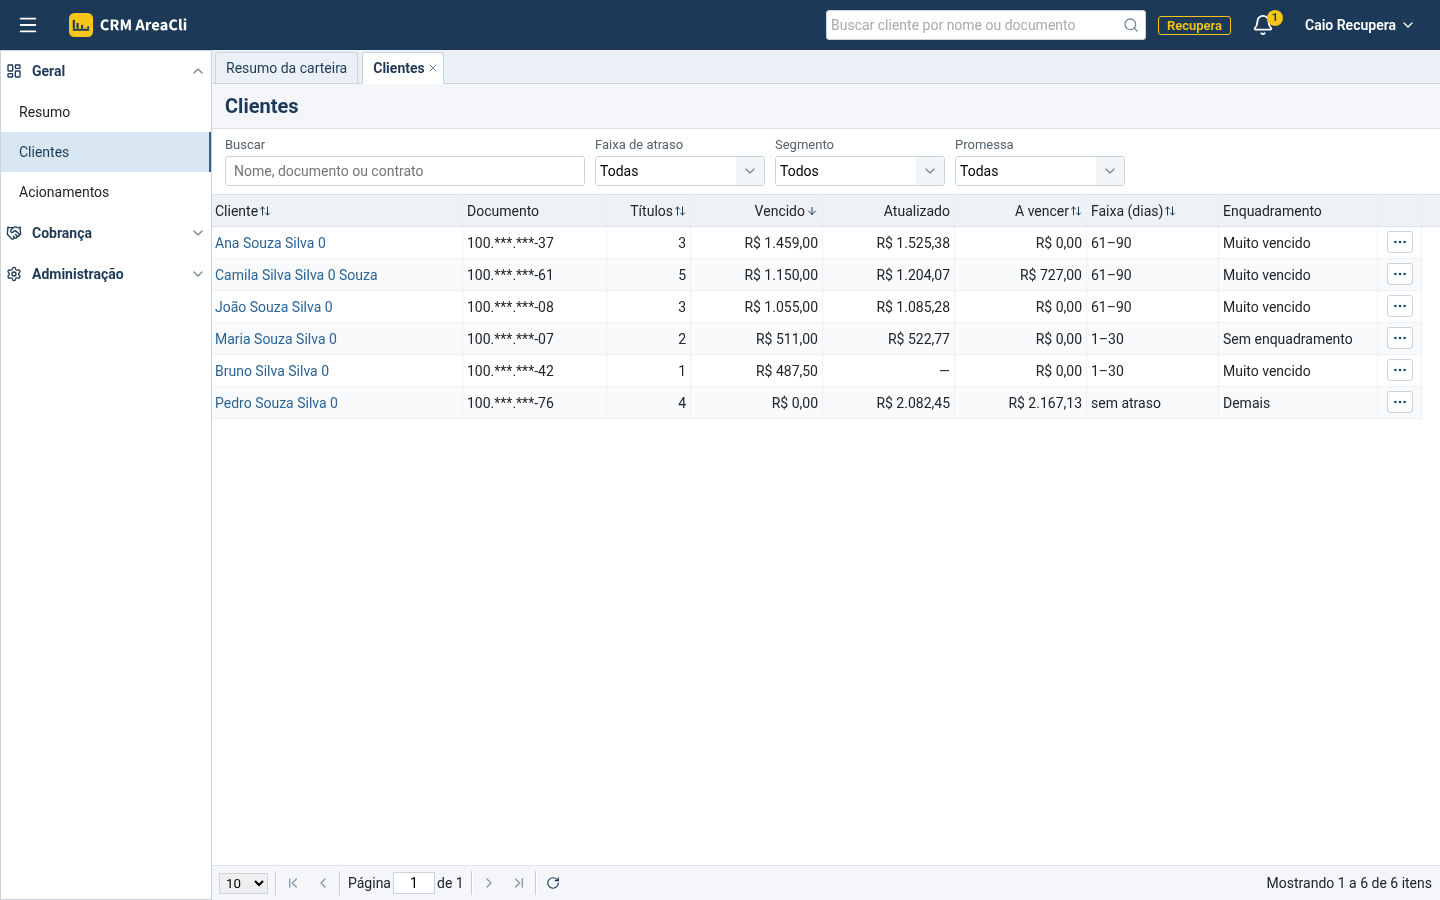 CRM AreaCli
Buscar cliente por nome ou documento
Recupera
1
Caio Recupera
Geral
Resumo
Clientes
Acionamentos
Cobrança
Administração
Resumo da carteira
Clientes
Clientes
Buscar
Faixa de atraso
Segmento
Promessa
Nome, documento ou contrato
Todas
Todos
Todas
Cliente Documento Títulos Vencido Atualizado A vencer Faixa (dias) Enquadramento
Ana Souza Silva 0 100.***.***-37 3 R$ 1.459,00 R$ 1.525,38 R$ 0,00 61–90 Muito vencido
Camila Silva Silva 0 Souza 100.***.***-61 5 R$ 1.150,00 R$ 1.204,07 R$ 727,00 61–90 Muito vencido
João Souza Silva 0 100.***.***-08 3 R$ 1.055,00 R$ 1.085,28 R$ 0,00 61–90 Muito vencido
Maria Souza Silva 0 100.***.***-07 2 R$ 511,00 R$ 522,77 R$ 0,00 1–30 Sem enquadramento
Bruno Silva Silva 0 100.***.***-42 1 R$ 487,50 — R$ 0,00 1–30 Muito vencido
Pedro Souza Silva 0 100.***.***-76 4 R$ 0,00 R$ 2.082,45 R$ 2.167,13 sem atraso Demais
10 Página 1 de 1 Mostrando 1 a 6 de 6 itens